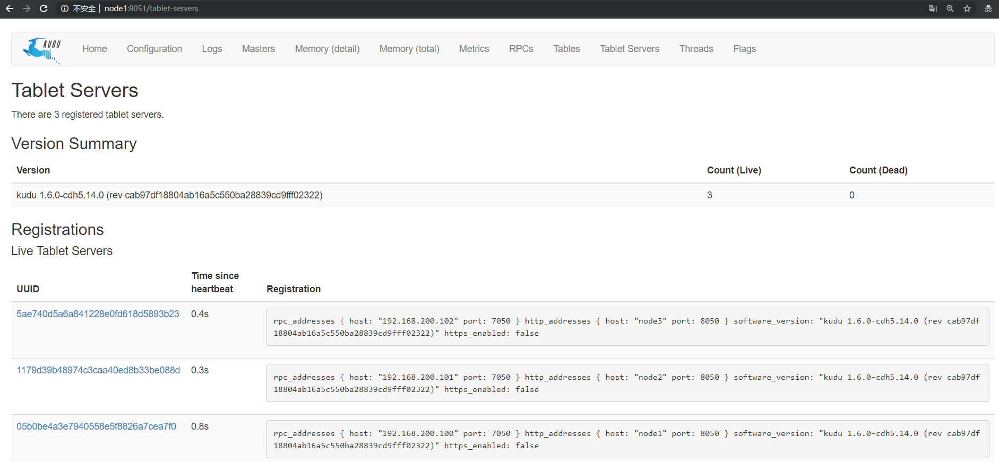 不安全 node1:8051/tablet-servers
KUDU Home Configuration Logs Masters Memory (detail) Memory (total) Metrics RPCs Tables Tablet Servers Threads Flags
Tablet Servers
There are 3 registered tablet servers.
Version Summary
Version Count (Live) Count (Dead)
kudu 1.6.0-cdh5.14.0 (rev cab97df18804ab16a5c550ba28839cd9fff02322) 3 0
Registrations
Live Tablet Servers
UUID Time since heartbeat Registration
5ae740d5a6a841228e0fd618d5893b23 0.4s rpc_addresses { host: "192.168.200.102" port: 7050 } http_addresses { host: "node3" port: 8050 } software_version: "kudu 1.6.0-cdh5.14.0 (rev cab97df
18804ab16a5c550ba28839cd9fff02322)" https_enabled: false
1179d39b48974c3caa40ed8b33be088d 0.3s rpc_addresses { host: "192.168.200.101" port: 7050 } http_addresses { host: "node2" port: 8050 } software_version: "kudu 1.6.0-cdh5.14.0 (rev cab97df
18804ab16a5c550ba28839cd9fff02322)" https_enabled: false
05b0be4a3e7940558e5f8826a7cea7f0 0.8s rpc_addresses { host: "192.168.200.100" port: 7050 } http_addresses { host: "node1" port: 8050 } software_version: "kudu 1.6.0-cdh5.14.0 (rev cab97df
18804ab16a5c550ba28839cd9fff02322)" https_enabled: false